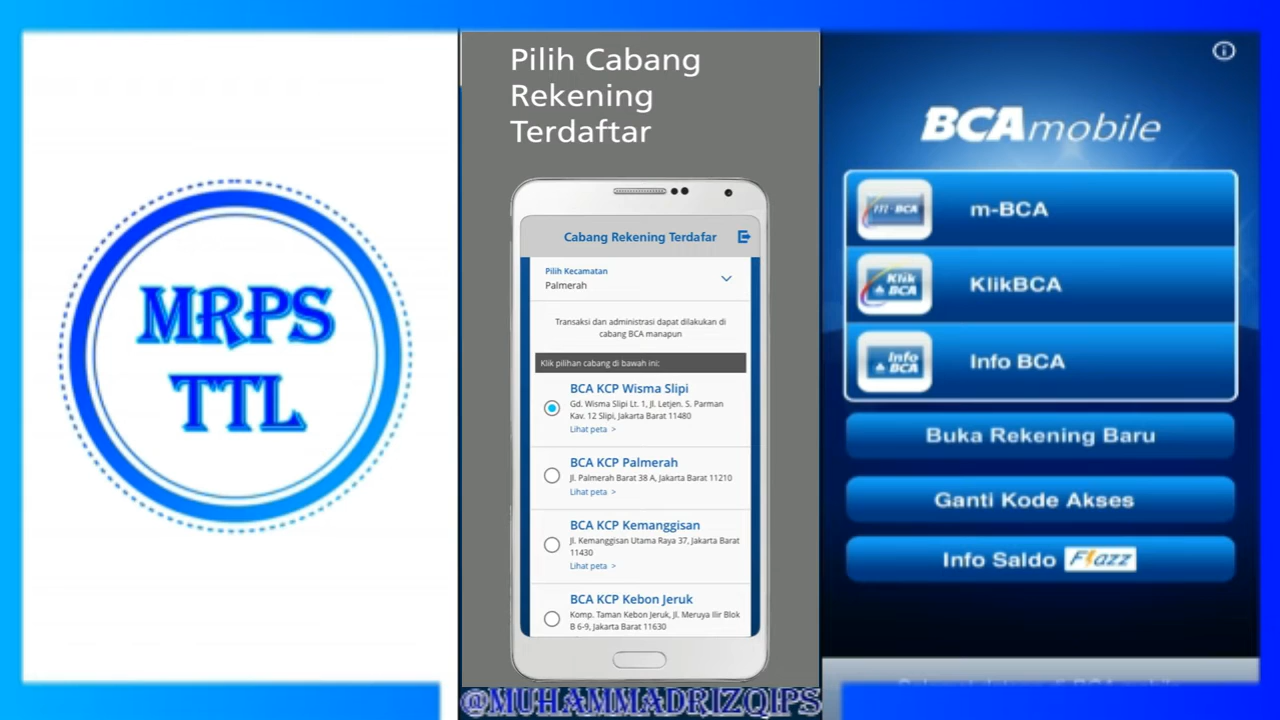 MRPS
TTL
Pilih Cabang
Rekening
Terdaftar
Cabang Rekening Terdafar
Pilih Kecamatan
Palmerah
Transaksi dan administrasi dapat dilakukan di
cabang BCA manapun
Klik pilihan cabang di bawah ini:
BCA KCP Wisma Slipi
Gd. Wisma Slipi Lt. 1, Jl. Letjen. S. Parman
Kav. 12 Slipi, Jakarta Barat 11480
Lihat peta >
BCA KCP Palmerah
Jl. Palmerah Barat 38 A, Jakarta Barat 11210
Lihat peta >
BCA KCP Kemanggisan
Jl. Kemanggisan Utama Raya 37, Jakarta Barat
11430
Lihat peta >
BCA KCP Kebon Jeruk
Komp. Taman Kebon Jeruk, Jl. Meruya Ilir Blok
B 6-9, Jakarta Barat 11630
@MUHAMMADRIZQIPS
BCA mobile
m-BCA
m-BCA
Klik BCA
KlikBCA
Info BCA
Info BCA
Buka Rekening Baru
Ganti Kode Akses
Info Saldo Flazz